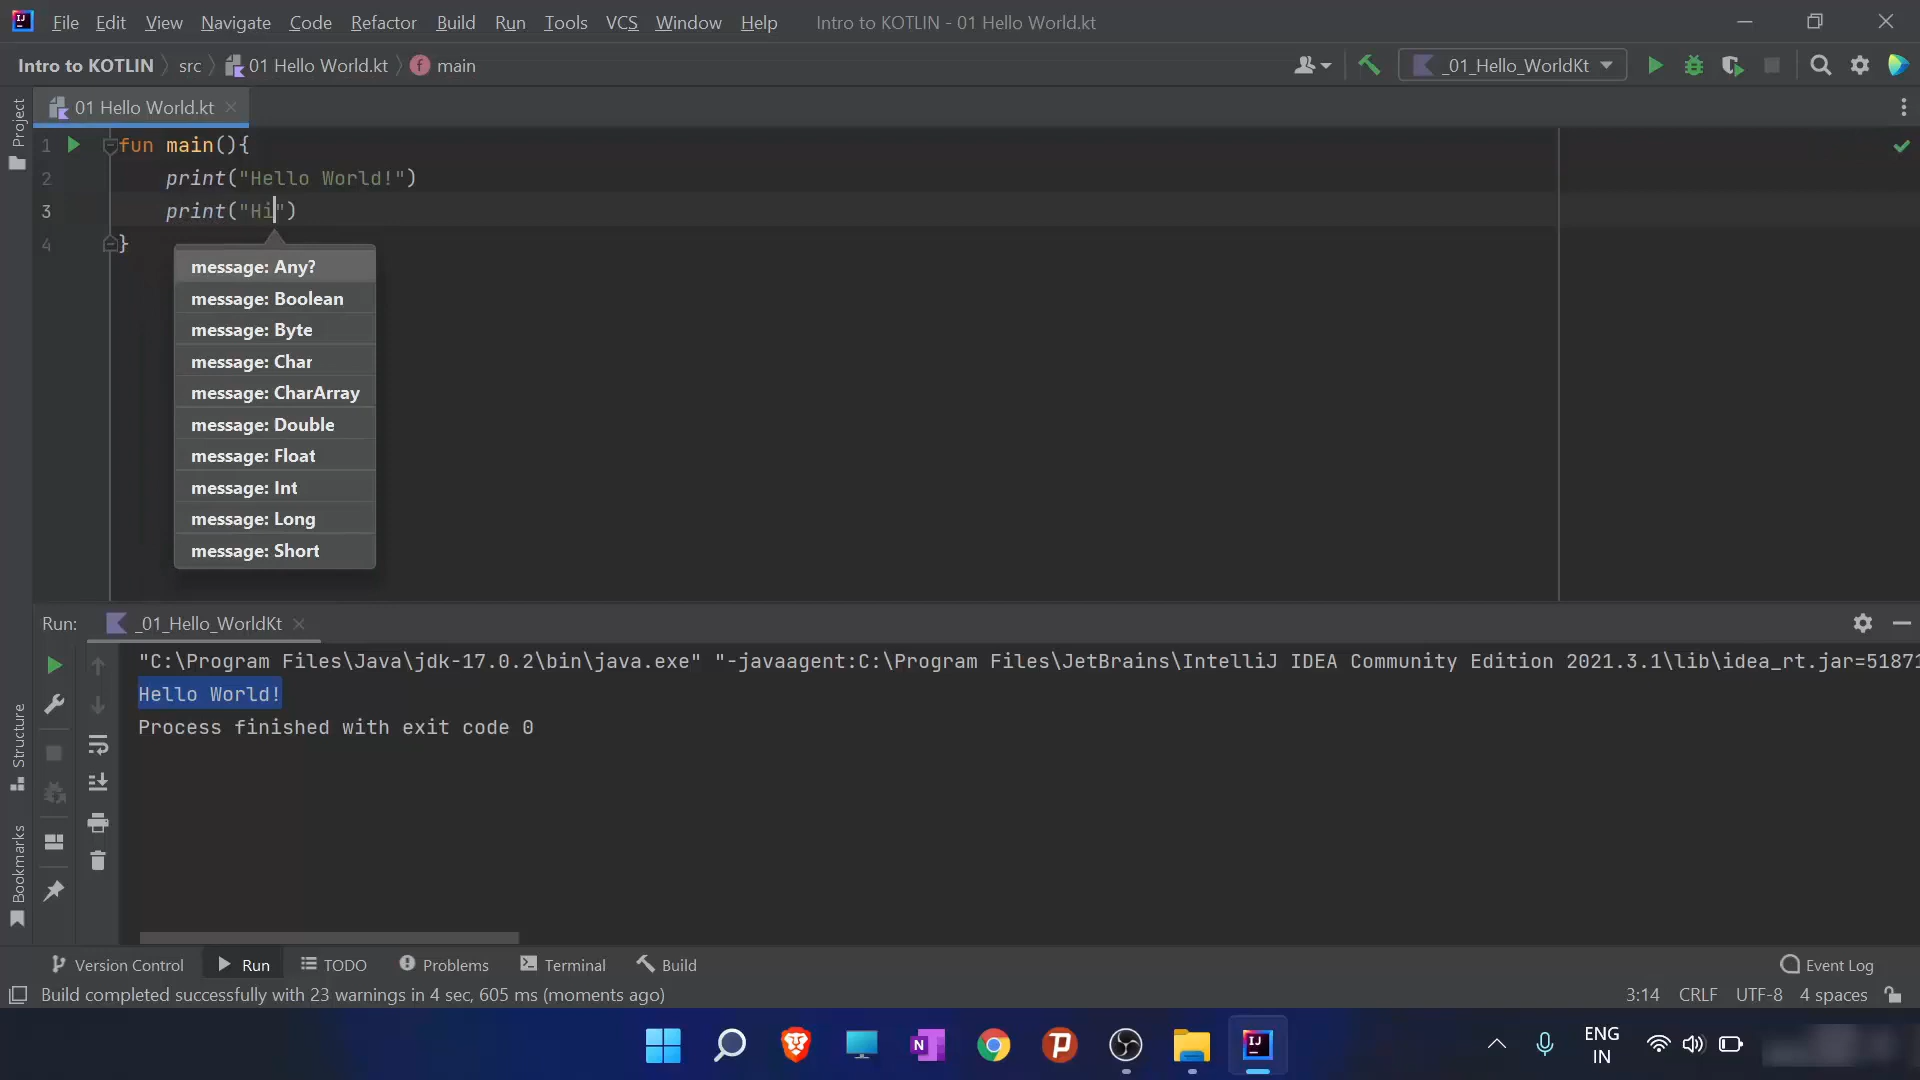 File Edit View Navigate Code Refactor Build Run Tools VCS Window Help Intro to KOTLIN - 01 Hello World.kt
Intro to KOTLIN src 01 Hello World.kt f main _01_Hello_WorldKt
01 Hello World.kt
Project
1 fun main(){
2 print("Hello World!")
3 print("Hi")
4 }
message: Any?
message: Boolean
message: Byte
message: Char
message: CharArray
message: Double
message: Float
message: Int
message: Long
message: Short
Run: _01_Hello_WorldKt
"C:\Program Files\Java\jdk-17.0.2\bin\java.exe" "-javaagent:C:\Program Files\JetBrains\IntelliJ IDEA Community Edition 2021.3.1\lib\idea_rt.jar=51871
Hello World!
Process finished with exit code 0
Structure
Bookmarks
Version Control Run TODO Problems Terminal Build Event Log
Build completed successfully with 23 warnings in 4 sec, 605 ms (moments ago) 3:14 CRLF UTF-8 4 spaces
ENG
IN